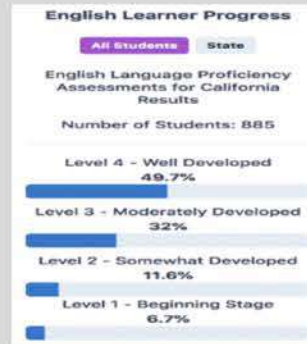 English Learner Progress
All Students State
English Language Proficiency
Assessments for California
Results
Number of Students: 885
Level 4 - Well Developed
49.7%
Level 3 - Moderately Developed
32%
Level 2 - Somewhat Developed
11.6%
Level 1 - Beginning Stage
6.7%